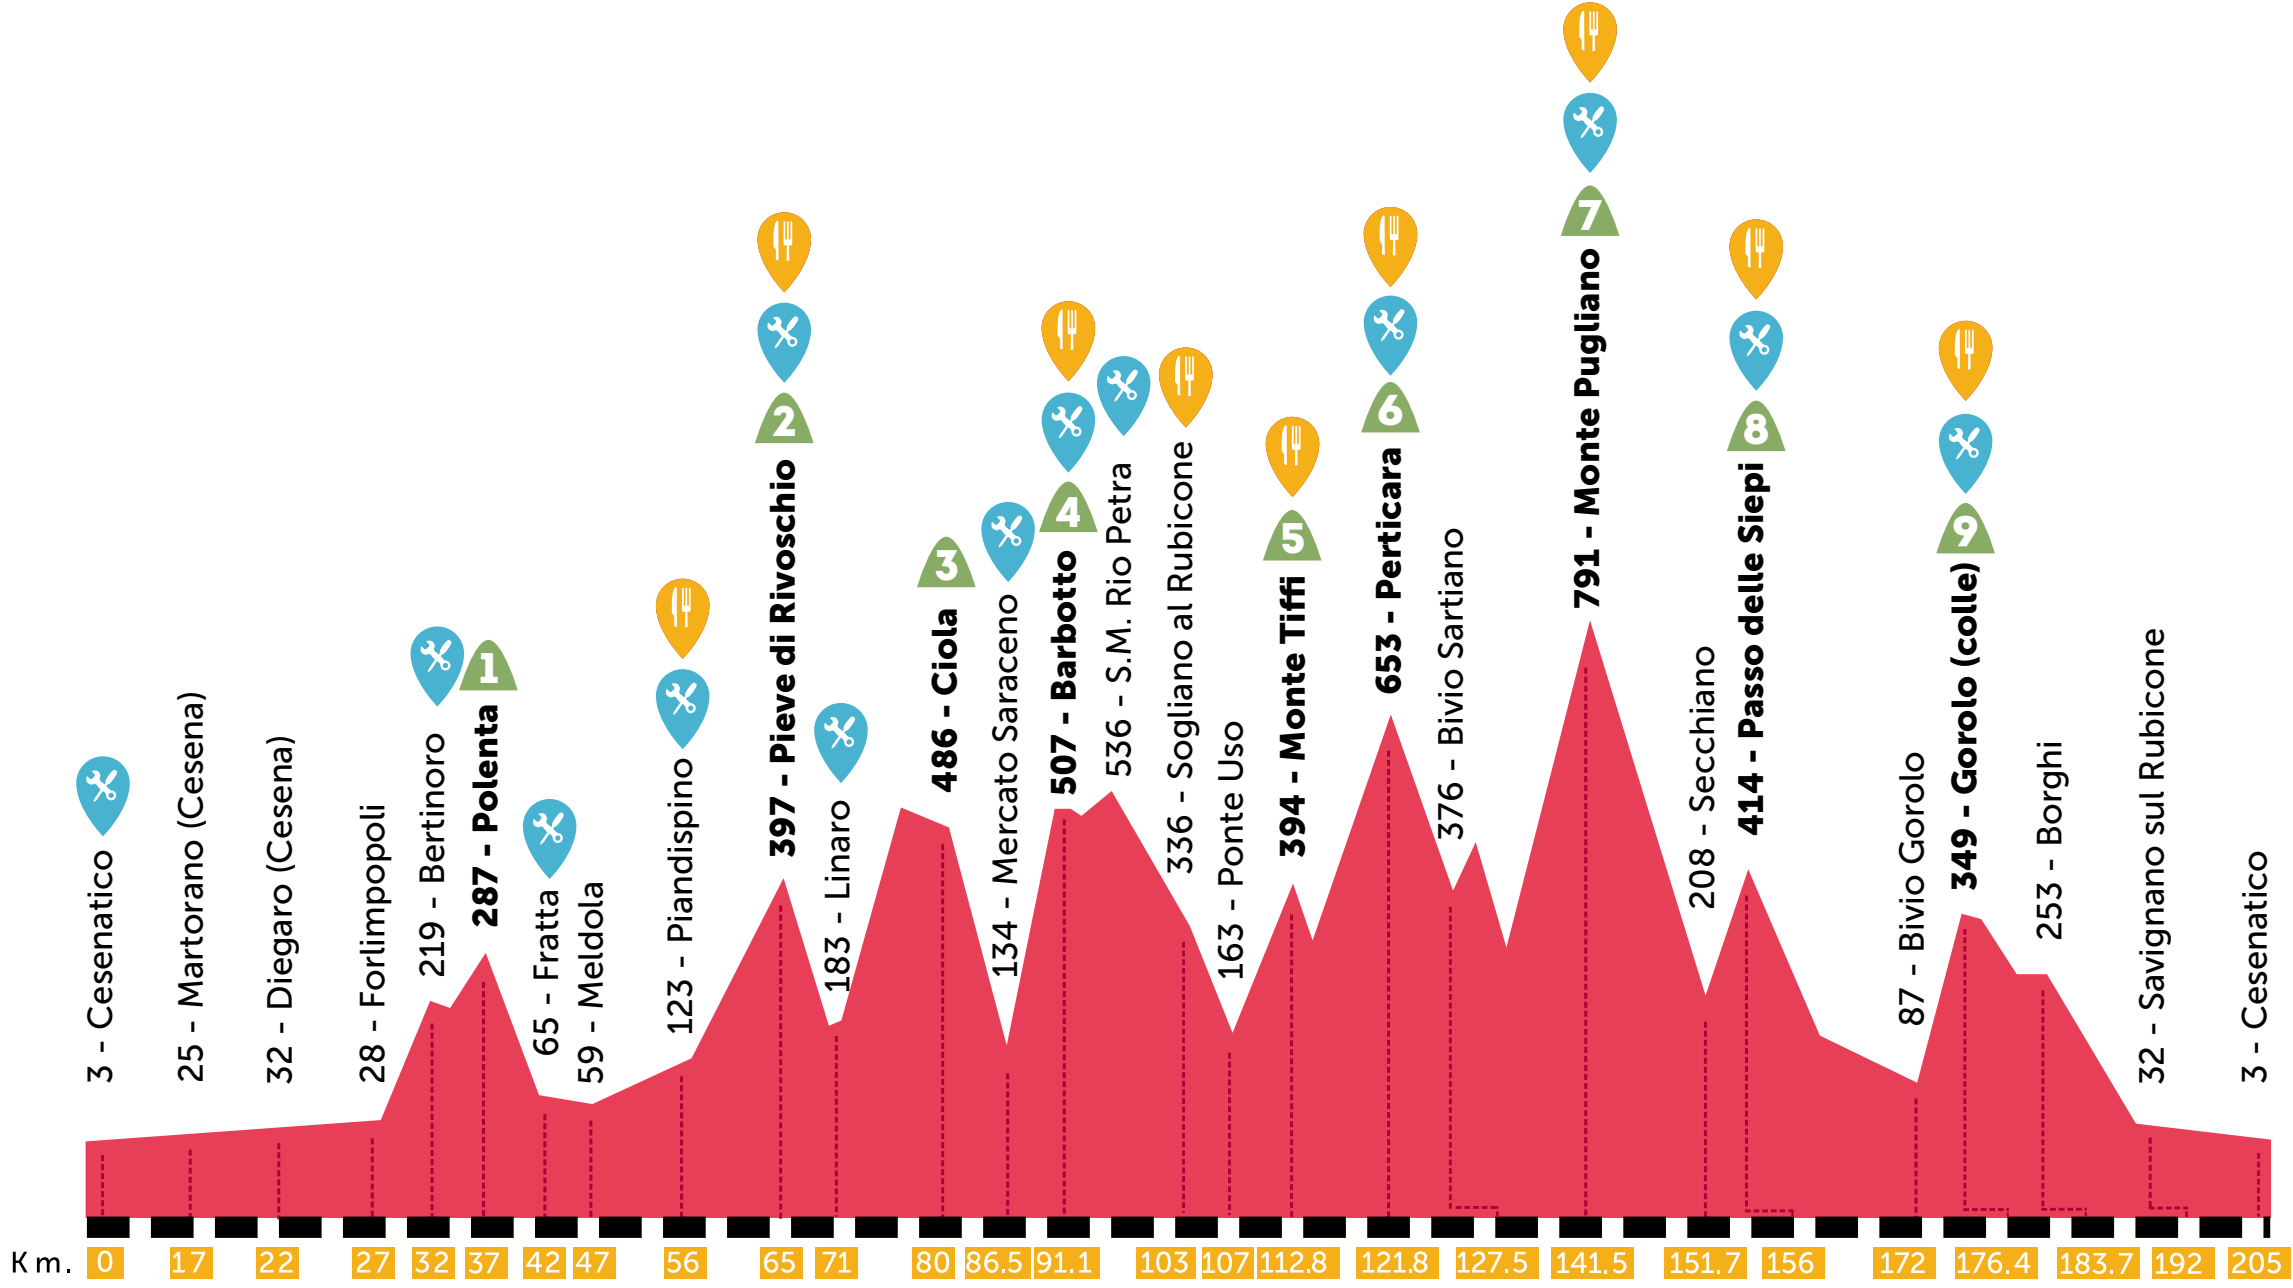 3 - Cesenatico
25 - Martorano (Cesena)
32 - Diegaro (Cesena)
28 - Forlimpopoli
219 - Bertinoro
1
287 - Polenta
65 - Fratta
59 - Meldola
123 - Piandispino
2
397 - Pieve di Rivoschio
183 - Linaro
3
486 - Ciola
134 - Mercato Saraceno
4
507 - Barbotto
536 - S.M. Rio Petra
336 - Sogliano al Rubicone
163 - Ponte Uso
5
394 - Monte Tiffi
6
653 - Perticara
376 - Bivio Sartiano
7
791 - Monte Pugliano
208 - Secchiano
8
414 - Passo delle Siepi
87 - Bivio Gorolo
9
349 - Gorolo (colle)
253 - Borghi
32 - Savignano sul Rubicone
3 - Cesenatico
Km. 0 17 22 27 32 37 42 47 56 65 71 80 86.5 91.1 103 107 112.8 121.8 127.5 141.5 151.7 156 172 176.4 183.7 192 205